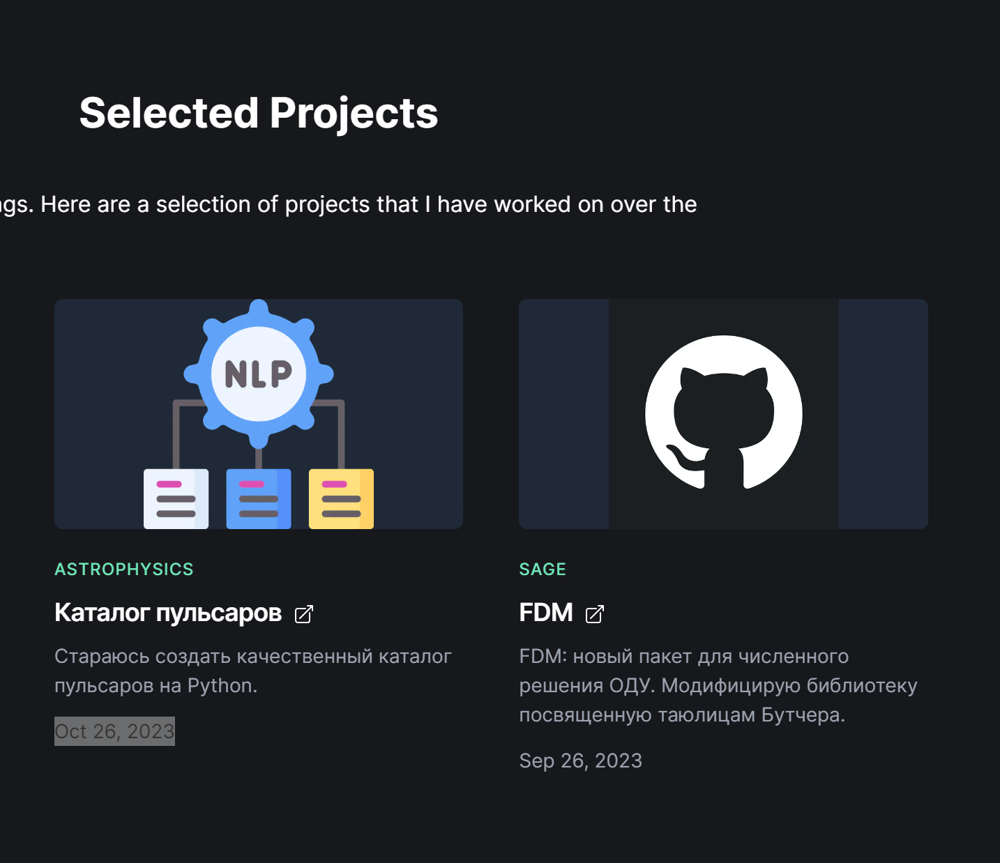 Selected Projects
ngs. Here are a selection of projects that I have worked on over the
NLP
ASTROPHYSICS
Каталог пульсаров
Стараюсь создать качественный каталог
пульсаров на Python.
Oct 26, 2023
SAGE
FDM
FDM: новый пакет для численного
решения ОДУ. Модифицирую библиотеку
посвященную таюлицам Бутчера.
Sep 26, 2023